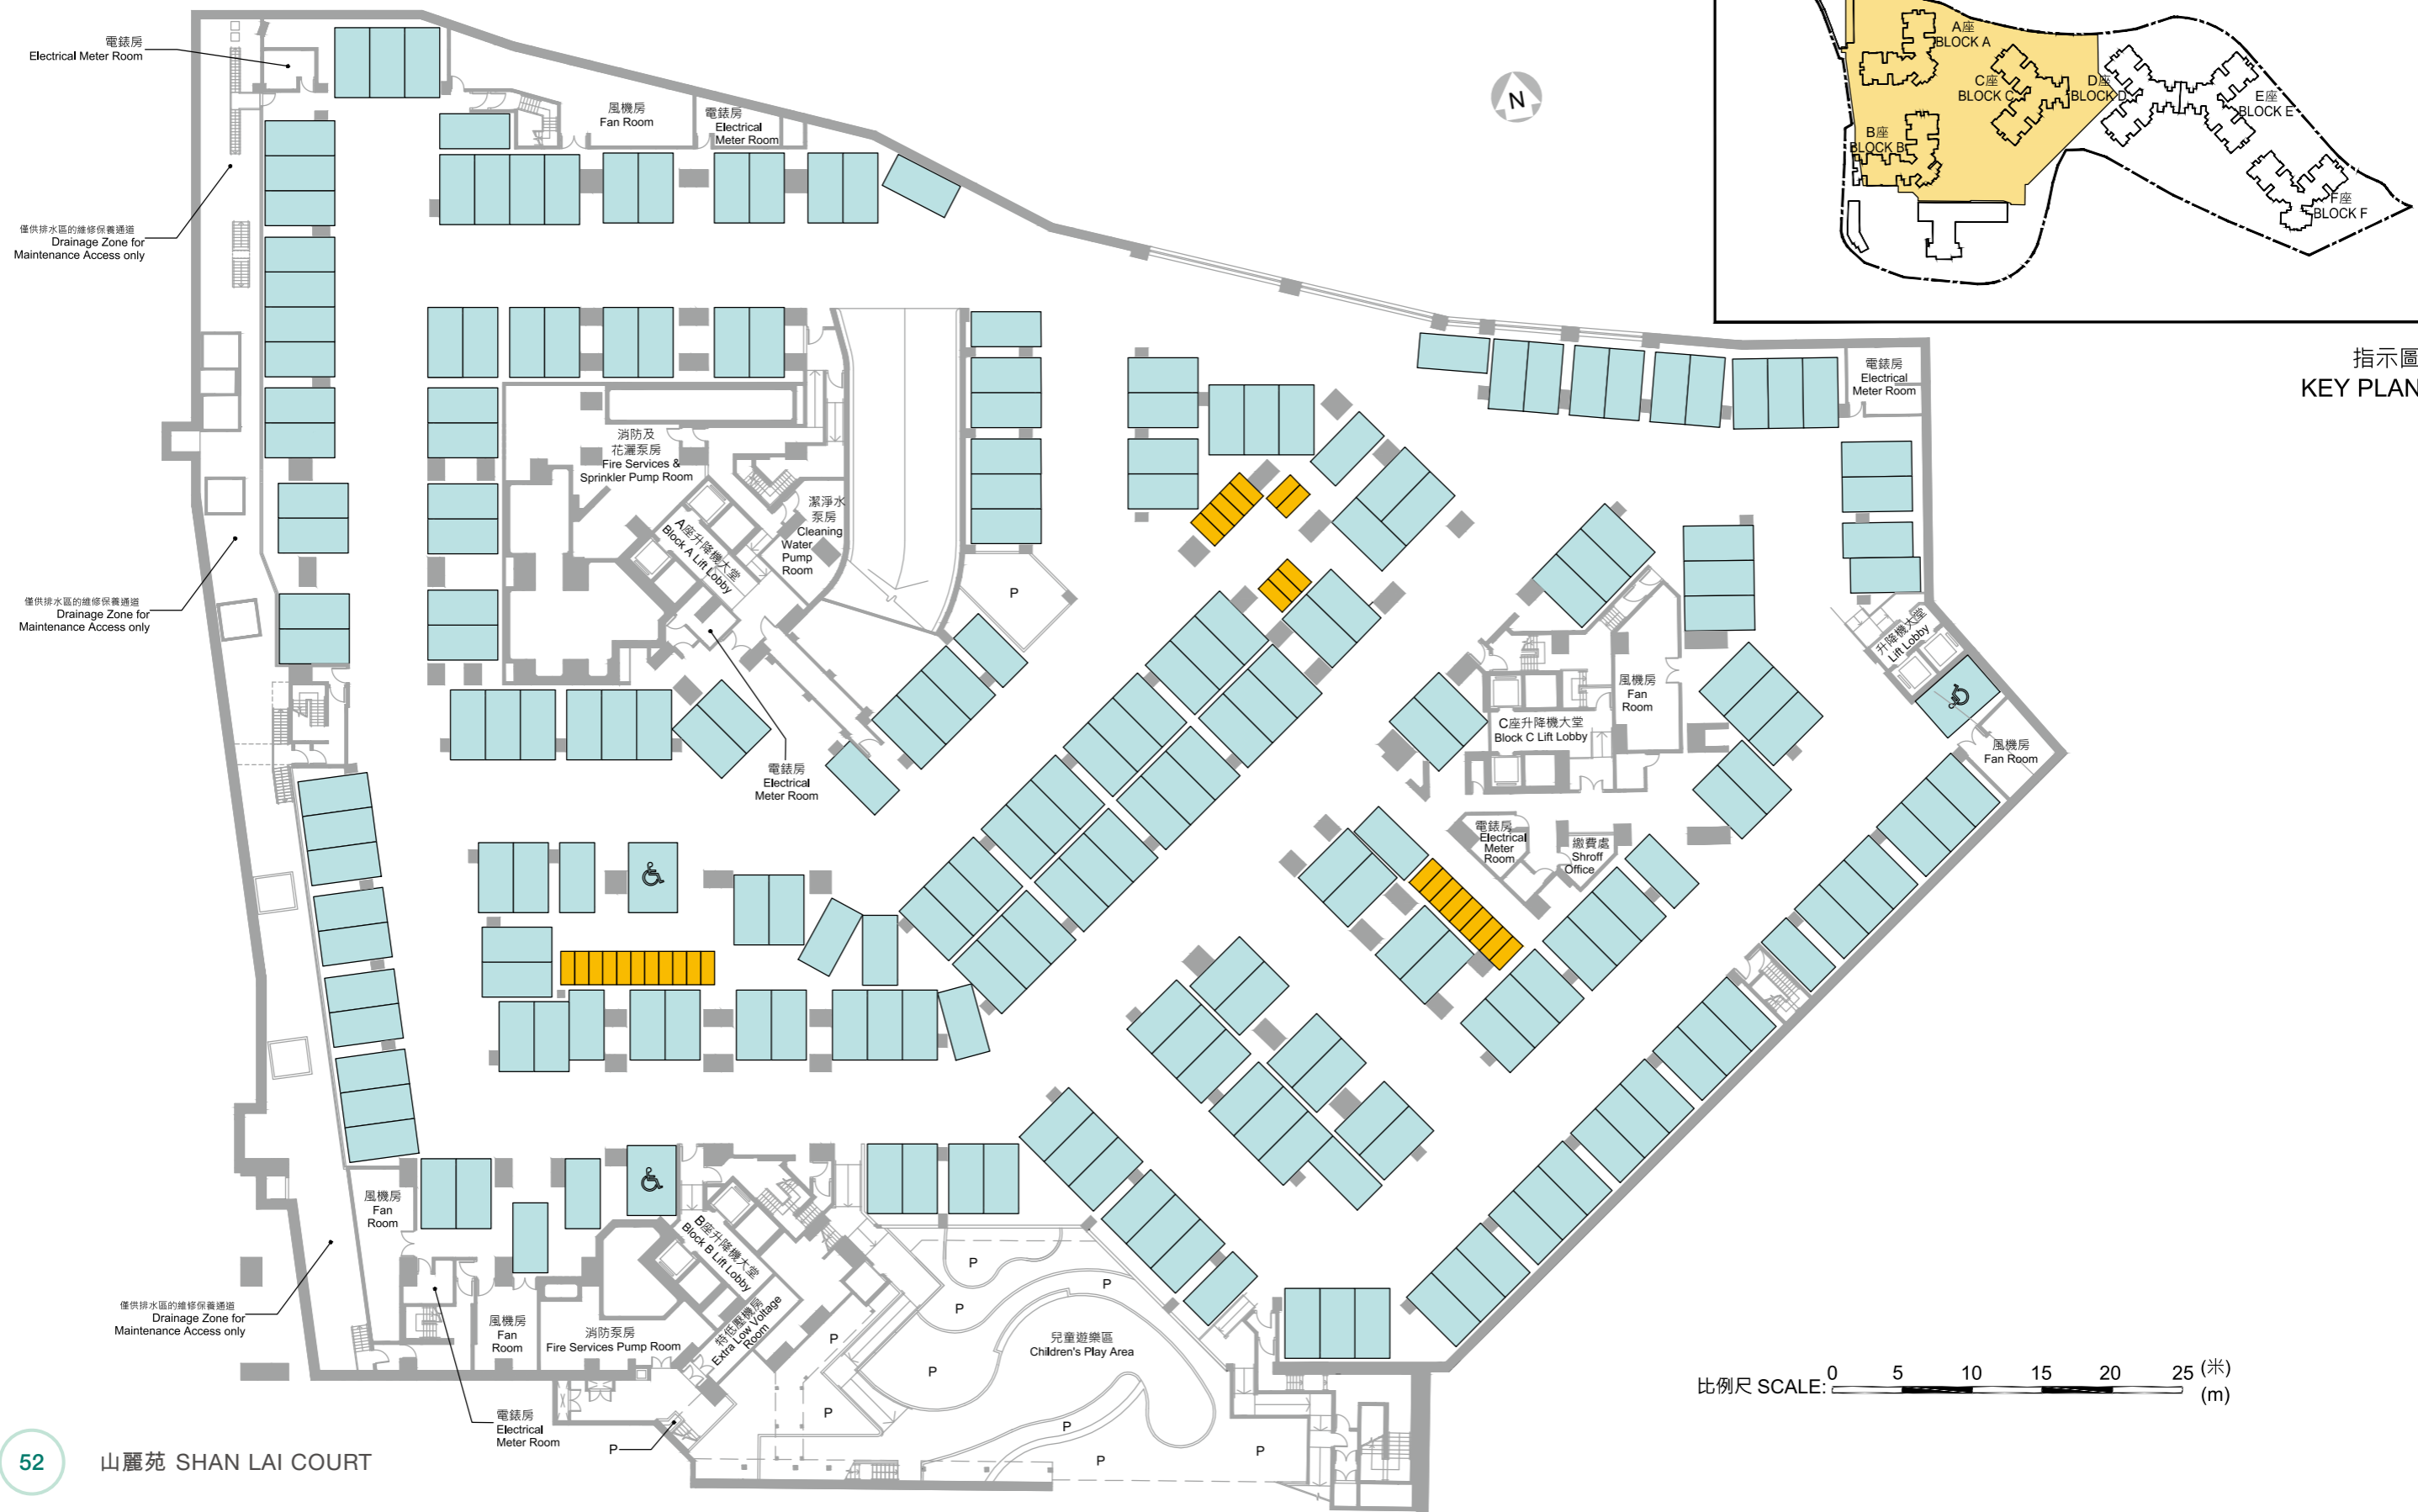 電錶房
Electrical Meter Room
風機房
Fan Room
電錶房
Electrical
Meter Room
N
A座
BLOCK A
C座
BLOCK C
D座
BLOCK D
E座
BLOCK E
B座
BLOCK B
F座
BLOCK F
指示圖
KEY PLAN
僅供排水區的維修保養通道
Drainage Zone for
Maintenance Access only
電錶房
Electrical
Meter Room
消防及
花灑泵房
Fire Services &
Sprinkler Pump Room
潔淨水
泵房
Cleaning
Water
Pump
Room
A座升降機大堂
Block A Lift Lobby
P
僅供排水區的維修保養通道
Drainage Zone for
Maintenance Access only
升降機大堂
Lift Lobby
風機房
Fan
Room
C座升降機大堂
Block C Lift Lobby
風機房
Fan Room
電錶房
Electrical
Meter Room
電錶房
Electrical
Meter
Room
繳費處
Shroff
Office
風機房
Fan
Room
B座升降機大堂
Block B Lift Lobby
特低壓機房
Extra Low Voltage
Room
P
P
P
P
P
P
P
P
P
P
兒童遊樂區
Children's Play Area
僅供排水區的維修保養通道
Drainage Zone for
Maintenance Access only
風機房
Fan
Room
消防泵房
Fire Services Pump Room
電錶房
Electrical
Meter Room
比例尺 SCALE: 0 5 10 15 20 25 (米)
(m)
52 山麗苑 SHAN LAI COURT